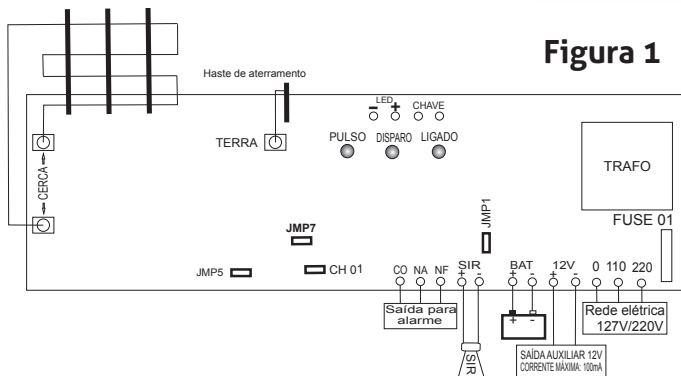 Figura 1
Haste de aterramento
LED
- + CHAVE
PULSO DISPARO LIGADO
TERRA
CERCA
TRAFO
FUSE 01
JMP1
JMP7
JMP5
CH 01
CO NA NF SIR BAT 12V 0 110 220
+ - + - + -
Saída para
alarme
+ -
Rede elétrica
127V/220V
SIR
SAÍDA AUXILIAR 12V
CORRENTE MÁXIMA: 100mA